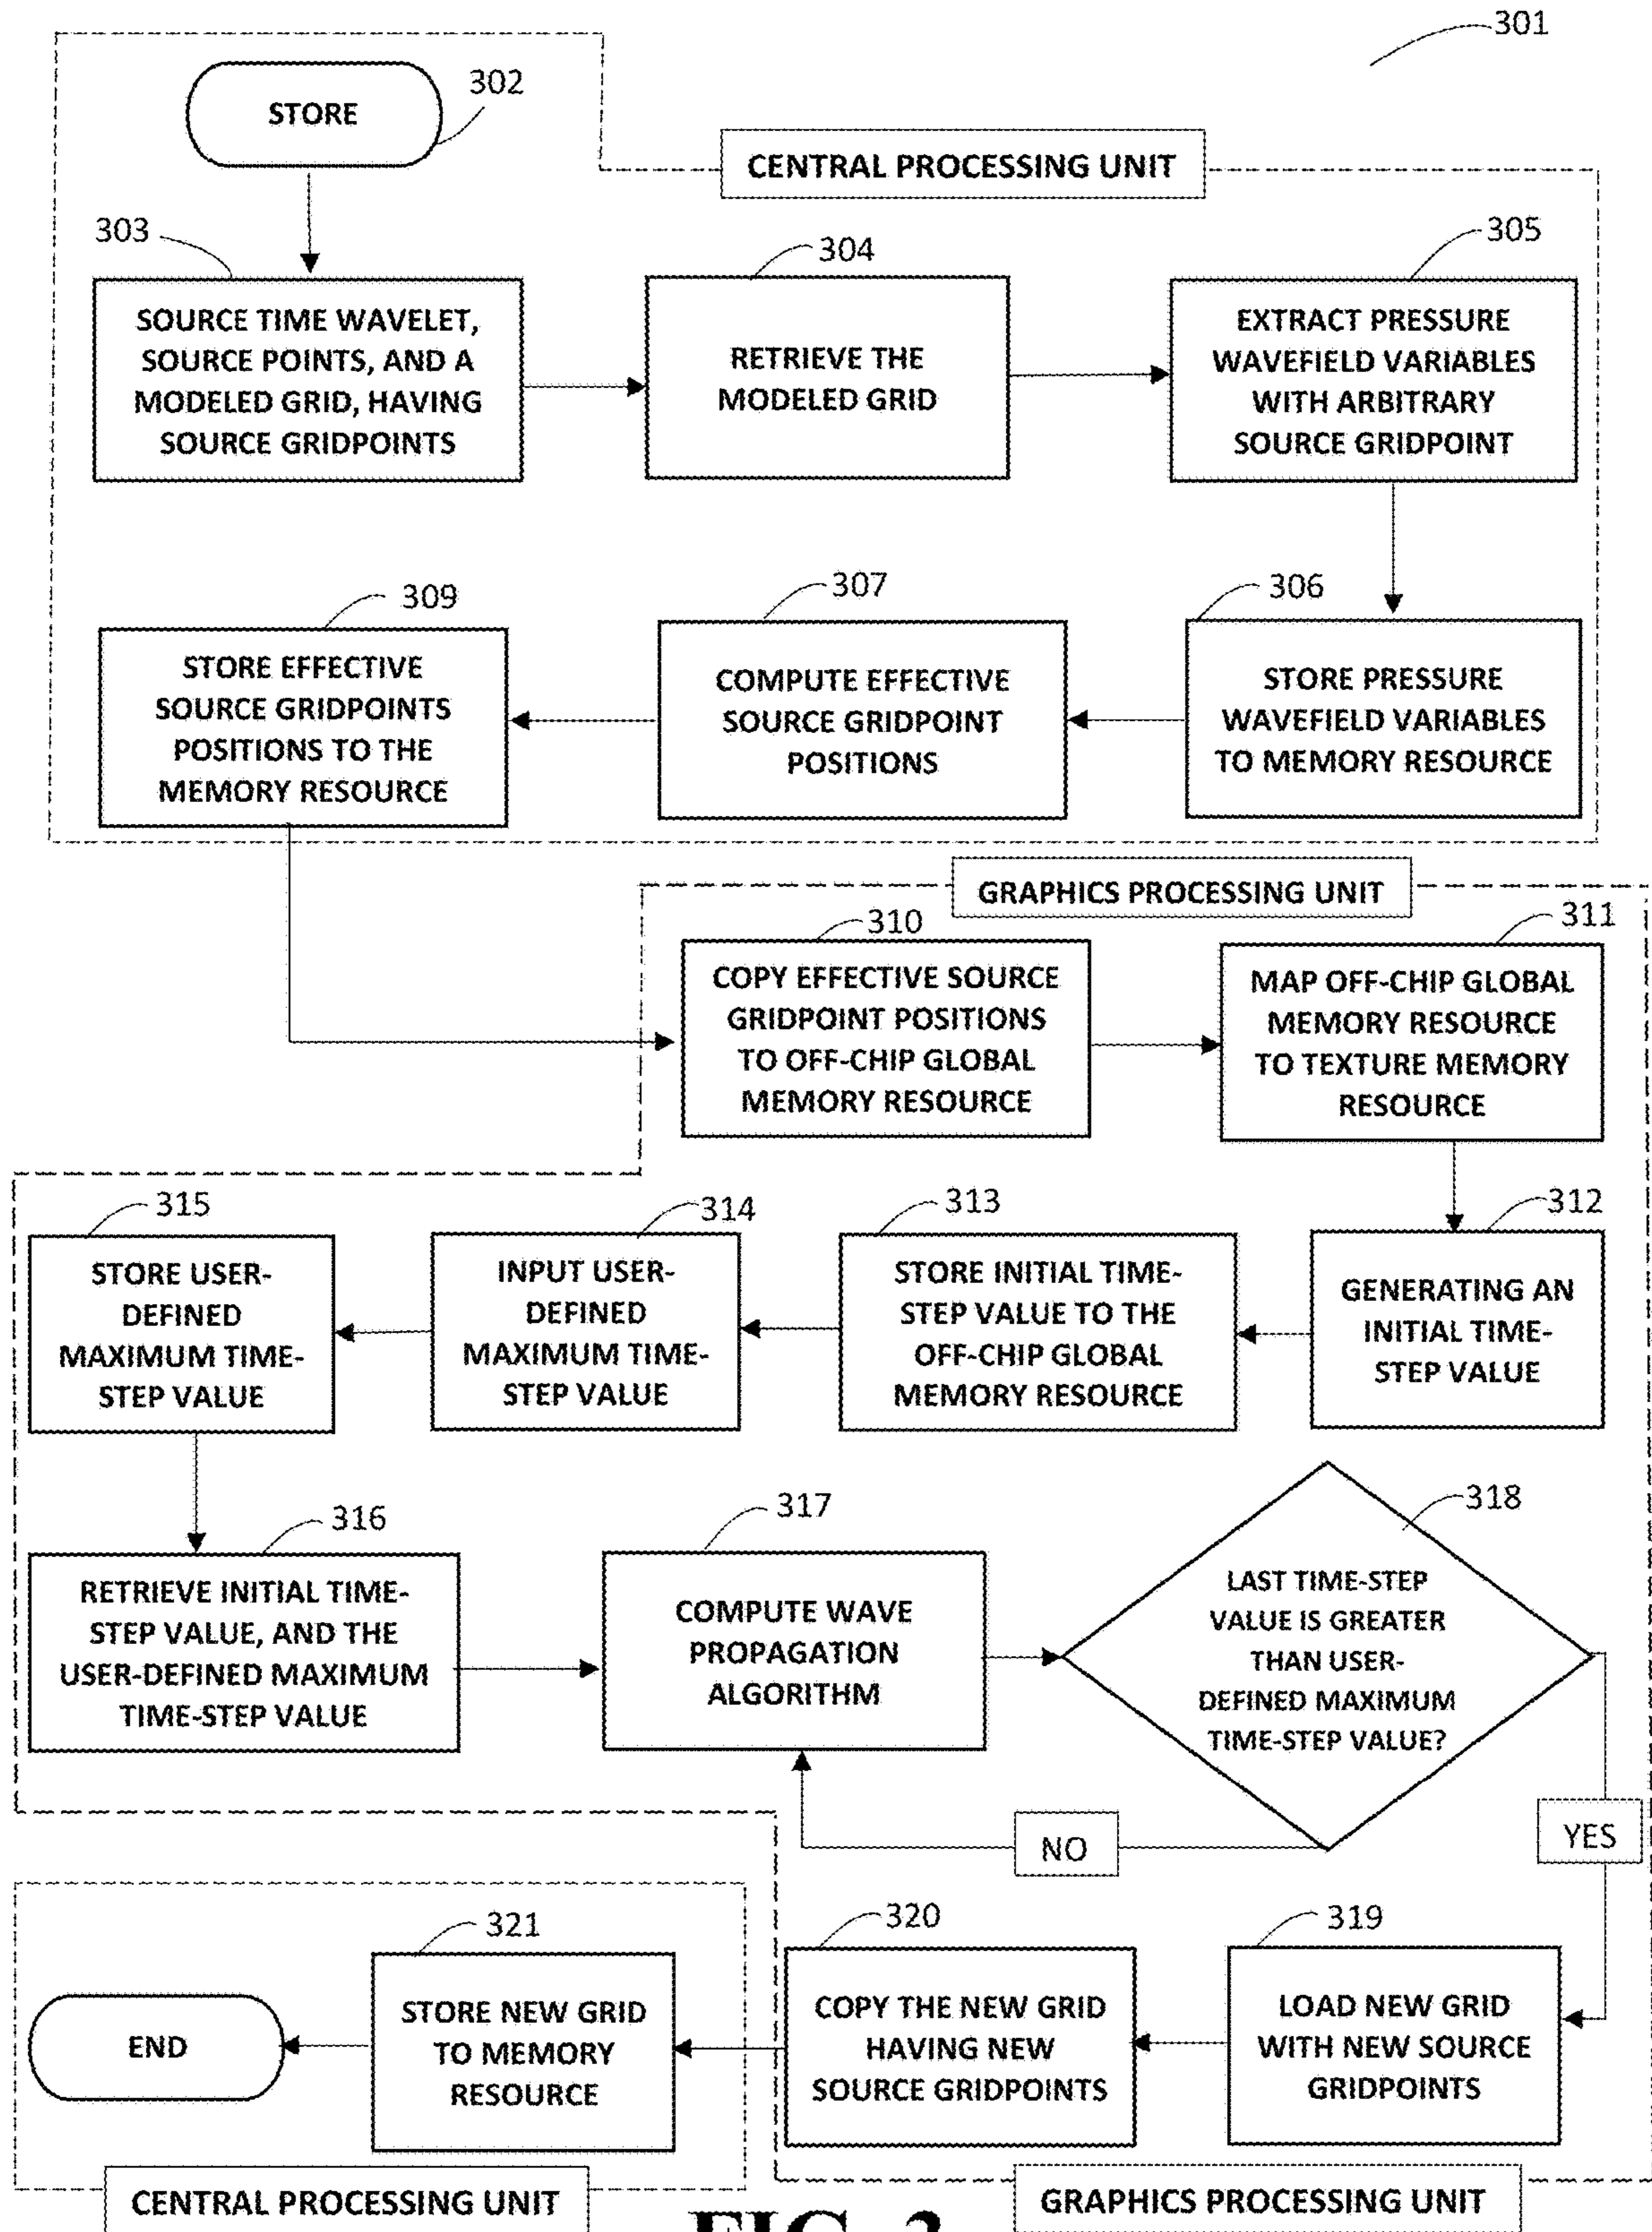 301
STORE
302
CENTRAL PROCESSING UNIT
303
SOURCE TIME WAVELET,
SOURCE POINTS, AND A
MODELED GRID, HAVING
SOURCE GRIDPOINTS
304
RETRIEVE THE
MODELED GRID
305
EXTRACT PRESSURE
WAVEFIELD VARIABLES
WITH ARBITRARY
SOURCE GRIDPOINT
306
STORE PRESSURE
WAVEFIELD VARIABLES
TO MEMORY RESOURCE
307
COMPUTE EFFECTIVE
SOURCE GRIDPOINT
POSITIONS
309
STORE EFFECTIVE
SOURCE GRIDPOINTS
POSITIONS TO THE
MEMORY RESOURCE
GRAPHICS PROCESSING UNIT
310
COPY EFFECTIVE SOURCE
GRIDPOINT POSITIONS
TO OFF-CHIP GLOBAL
MEMORY RESOURCE
311
MAP OFF-CHIP GLOBAL
MEMORY RESOURCE
TO TEXTURE MEMORY
RESOURCE
312
GENERATING AN
INITIAL TIME-
STEP VALUE
313
STORE INITIAL TIME-
STEP VALUE TO THE
OFF-CHIP GLOBAL
MEMORY RESOURCE
314
INPUT USER-
DEFINED
MAXIMUM TIME-
STEP VALUE
315
STORE USER-
DEFINED
MAXIMUM TIME-
STEP VALUE
316
RETRIEVE INITIAL TIME-
STEP VALUE, AND THE
USER-DEFINED MAXIMUM
TIME-STEP VALUE
317
COMPUTE WAVE
PROPAGATION
ALGORITHM
318
LAST TIME-STEP
VALUE IS GREATER
THAN USER-
DEFINED MAXIMUM
TIME-STEP VALUE?
NO
YES
319
LOAD NEW GRID
WITH NEW SOURCE
GRIDPOINTS
320
COPY THE NEW GRID
HAVING NEW
SOURCE GRIDPOINTS
321
STORE NEW GRID
TO MEMORY
RESOURCE
END
CENTRAL PROCESSING UNIT
GRAPHICS PROCESSING UNIT